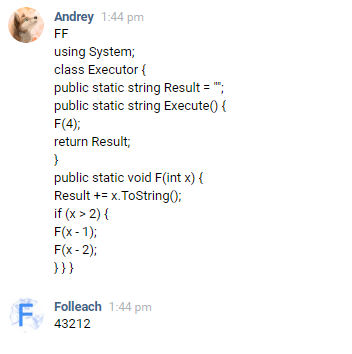 Andrey 1:44 pm
FF
using System;
class Executor {
public static string Result = "";
public static string Execute() {
F(4);
return Result;
}
public static void F(int x) {
Result += x.ToString();
if (x > 2) {
F(x - 1);
F(x - 2);
} } }
Folleach 1:44 pm
43212